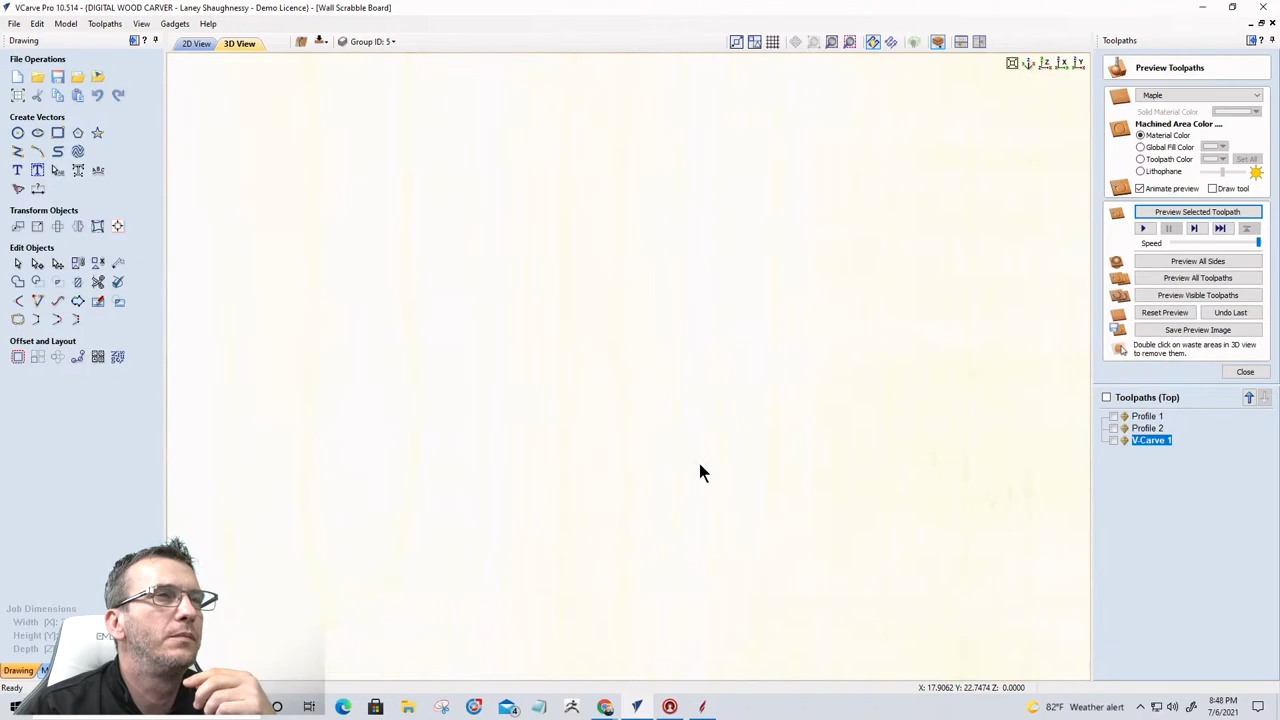 VCarve Pro 10.514 - {DIGITAL WOOD CARVER - Laney Shaughnessy - Demo Licence} - [Wall Scrabble Board]
File Edit Model Toolpaths View Gadgets Help
Drawing
2D View 3D View Group ID: 5
Toolpaths
File Operations
Create Vectors
Transform Objects
Edit Objects
Offset and Layout
Preview Toolpaths
Maple
Solid Material Color
Machined Area Color ....
Material Color
Global Fill Color
Toolpath Color Set All
Lithophane
Animate preview Draw tool
Preview Selected Toolpath
Speed
Preview All Sides
Preview All Toolpaths
Preview Visible Toolpaths
Reset Preview Undo Last
Save Preview Image
Double click on waste areas in 3D view
to remove them.
Close
Toolpaths (Top)
Profile 1
Profile 2
V-Carve 1
Job Dimensions
Width [X]:
Height [Y]
Depth [Z]
Drawing
Ready
X: 17.9062 Y: 22.7474 Z: 0.0000
82°F Weather alert
8:48 PM
7/6/2021